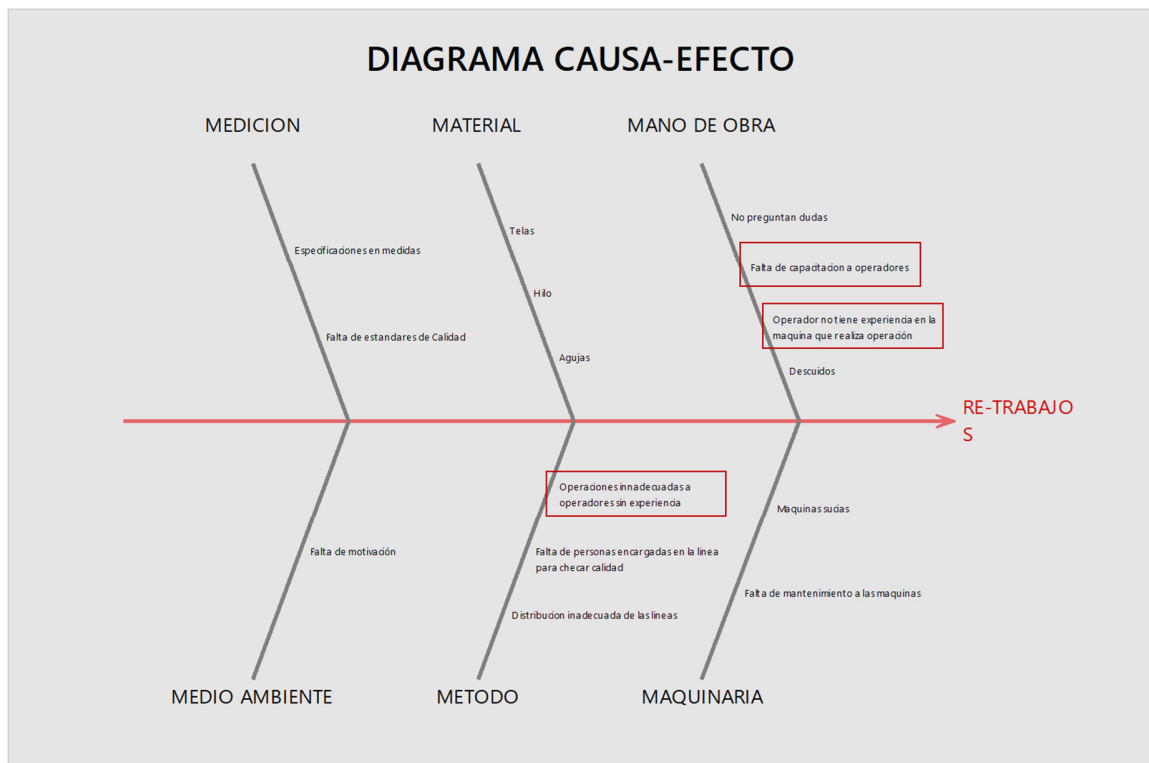 DIAGRAMA CAUSA-EFECTO
MEDICION
MATERIAL
MANO DE OBRA
Especificaciones en medidas
Falta de estandares de Calidad
Telas
Hilo
Agujas
No preguntan dudas
Falta de capacitacion a operadores
Operador no tiene experiencia en la
maquina que realiza operación
Descuidos
RE-TRABAJO
S
Falta de motivación
Operaciones innadecuadas a
operadores sin experiencia
Falta de personas encargadas en la linea
para checar calidad
Distribucion inadecuada de las lineas
Maquinas sucias
Falta de mantenimiento a las maquinas
MEDIO AMBIENTE
METODO
MAQUINARIA